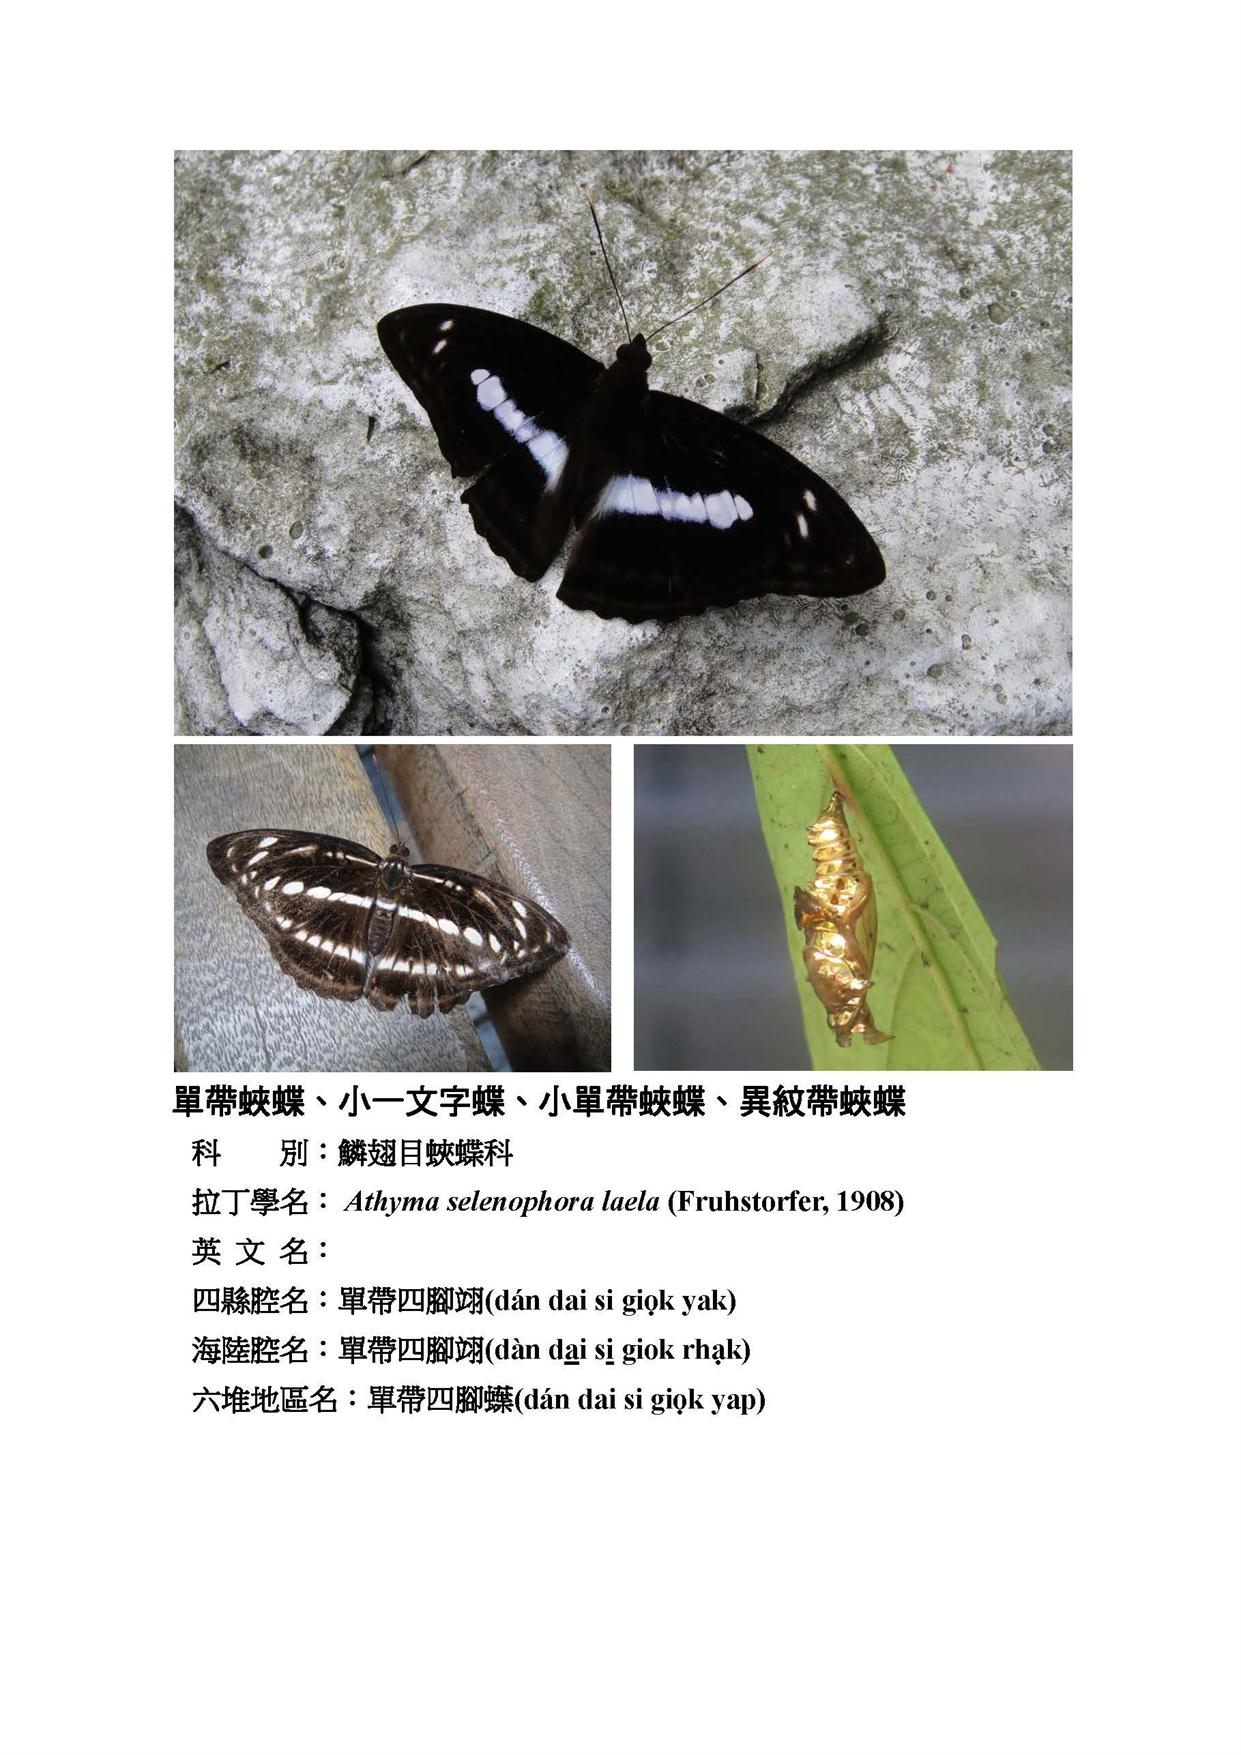 單帶蛺蝶、小一文字蝶、小單帶蛺蝶、異紋帶蛺蝶
科　　別：鱗翅目蛺蝶科
拉丁學名： Athyma selenophora laela (Fruhstorfer, 1908)
英 文 名：
四縣腔名：單帶四腳翊(dán dai si giọk yak)
海陸腔名：單帶四腳翊(dàn da̲i si̲ giok rhạk)
六堆地區名：單帶四腳蠂(dán dai si giọk yap)